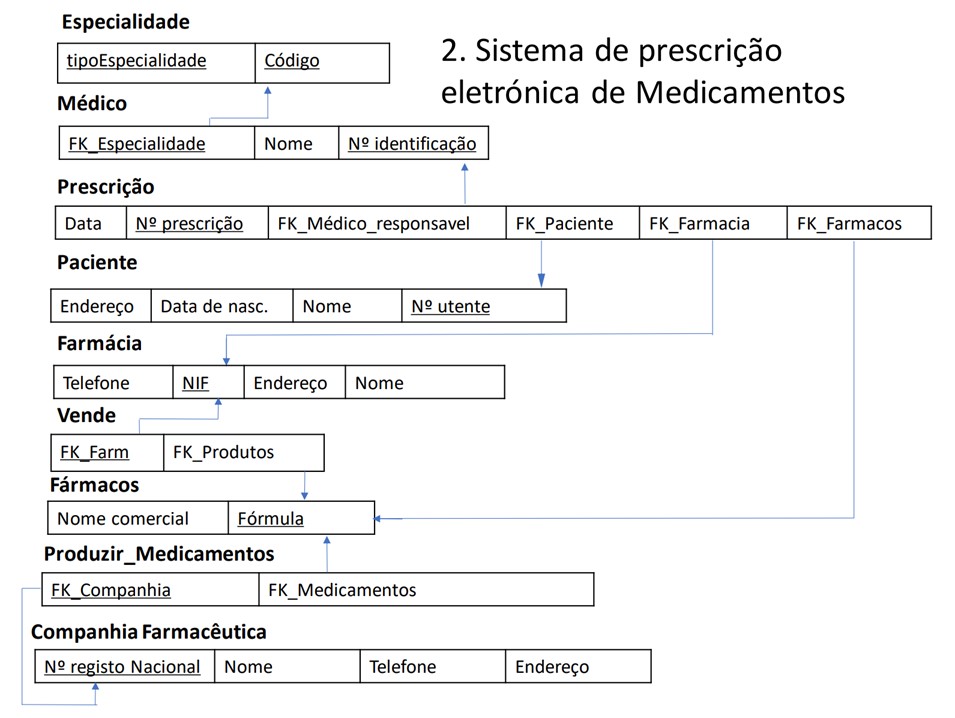 Especialidade
2. Sistema de prescrição
eletrónica de Medicamentos
tipoEspecialidade Código
Médico
FK_Especialidade Nome Nº identificação
Prescrição
Data Nº prescrição FK_Médico_responsavel FK_Paciente FK_Farmacia FK_Farmacos
Paciente
Endereço Data de nasc. Nome Nº utente
Farmácia
Telefone NIF Endereço Nome
Vende
FK_Farm FK_Produtos
Fármacos
Nome comercial Fórmula
Produzir_Medicamentos
FK_Companhia FK_Medicamentos
Companhia Farmacêutica
Nº registo Nacional Nome Telefone Endereço